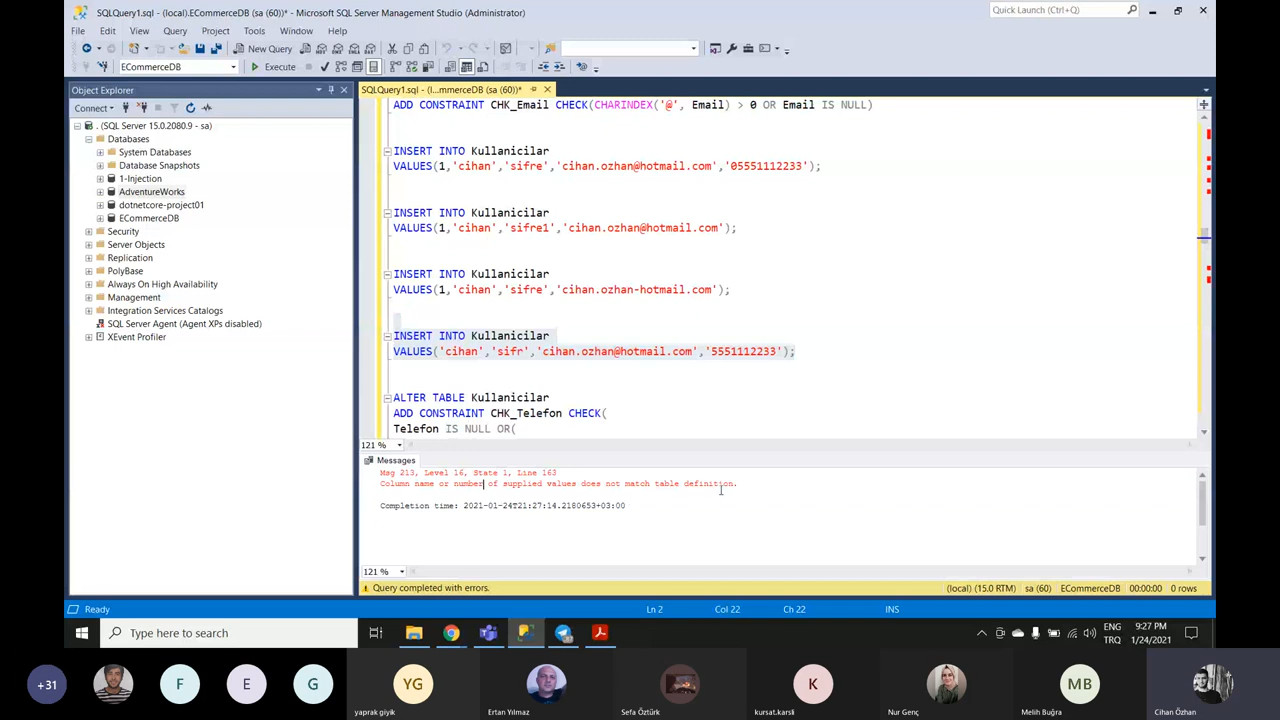 SQLQuery1.sql - (local).ECommerceDB (sa (60))* - Microsoft SQL Server Management Studio (Administrator)
Quick Launch (Ctrl+Q)
File Edit View Query Project Tools Window Help
New Query
ECommerceDB
Execute
Object Explorer
SQLQuery1.sql - (l...mmerceDB (sa (60))*
Connect
. (SQL Server 15.0.2080.9 - sa)
Databases
System Databases
Database Snapshots
1-Injection
AdventureWorks
dotnetcore-project01
ECommerceDB
Security
Server Objects
Replication
PolyBase
Always On High Availability
Management
Integration Services Catalogs
SQL Server Agent (Agent XPs disabled)
XEvent Profiler
ADD CONSTRAINT CHK_Email CHECK(CHARINDEX('@', Email) > 0 OR Email IS NULL)
INSERT INTO Kullanicilar
VALUES(1,'cihan','sifre','cihan.ozhan@hotmail.com','05551112233');
INSERT INTO Kullanicilar
VALUES(1,'cihan','sifre1','cihan.ozhan@hotmail.com');
INSERT INTO Kullanicilar
VALUES(1,'cihan','sifre','cihan.ozhan-hotmail.com');
INSERT INTO Kullanicilar
VALUES('cihan','sifr','cihan.ozhan@hotmail.com','5551112233');
ALTER TABLE Kullanicilar
ADD CONSTRAINT CHK_Telefon CHECK(
Telefon IS NULL OR(
121 %
Messages
Msg 213, Level 16, State 1, Line 163
Column name or number of supplied values does not match table definition.
Completion time: 2021-01-24T21:27:14.2180653+03:00
121 %
Query completed with errors.
(local) (15.0 RTM) sa (60) ECommerceDB 00:00:00 0 rows
Ready
Ln 2 Col 22 Ch 22 INS
Type here to search
ENG
TRQ
9:27 PM
1/24/2021
+31
F
E
G
YG
K
MB
yaprak giyik
Ertan Yılmaz
Sefa Öztürk
kursat.karsli
Nur Genç
Melih Buğra
Cihan Özhan